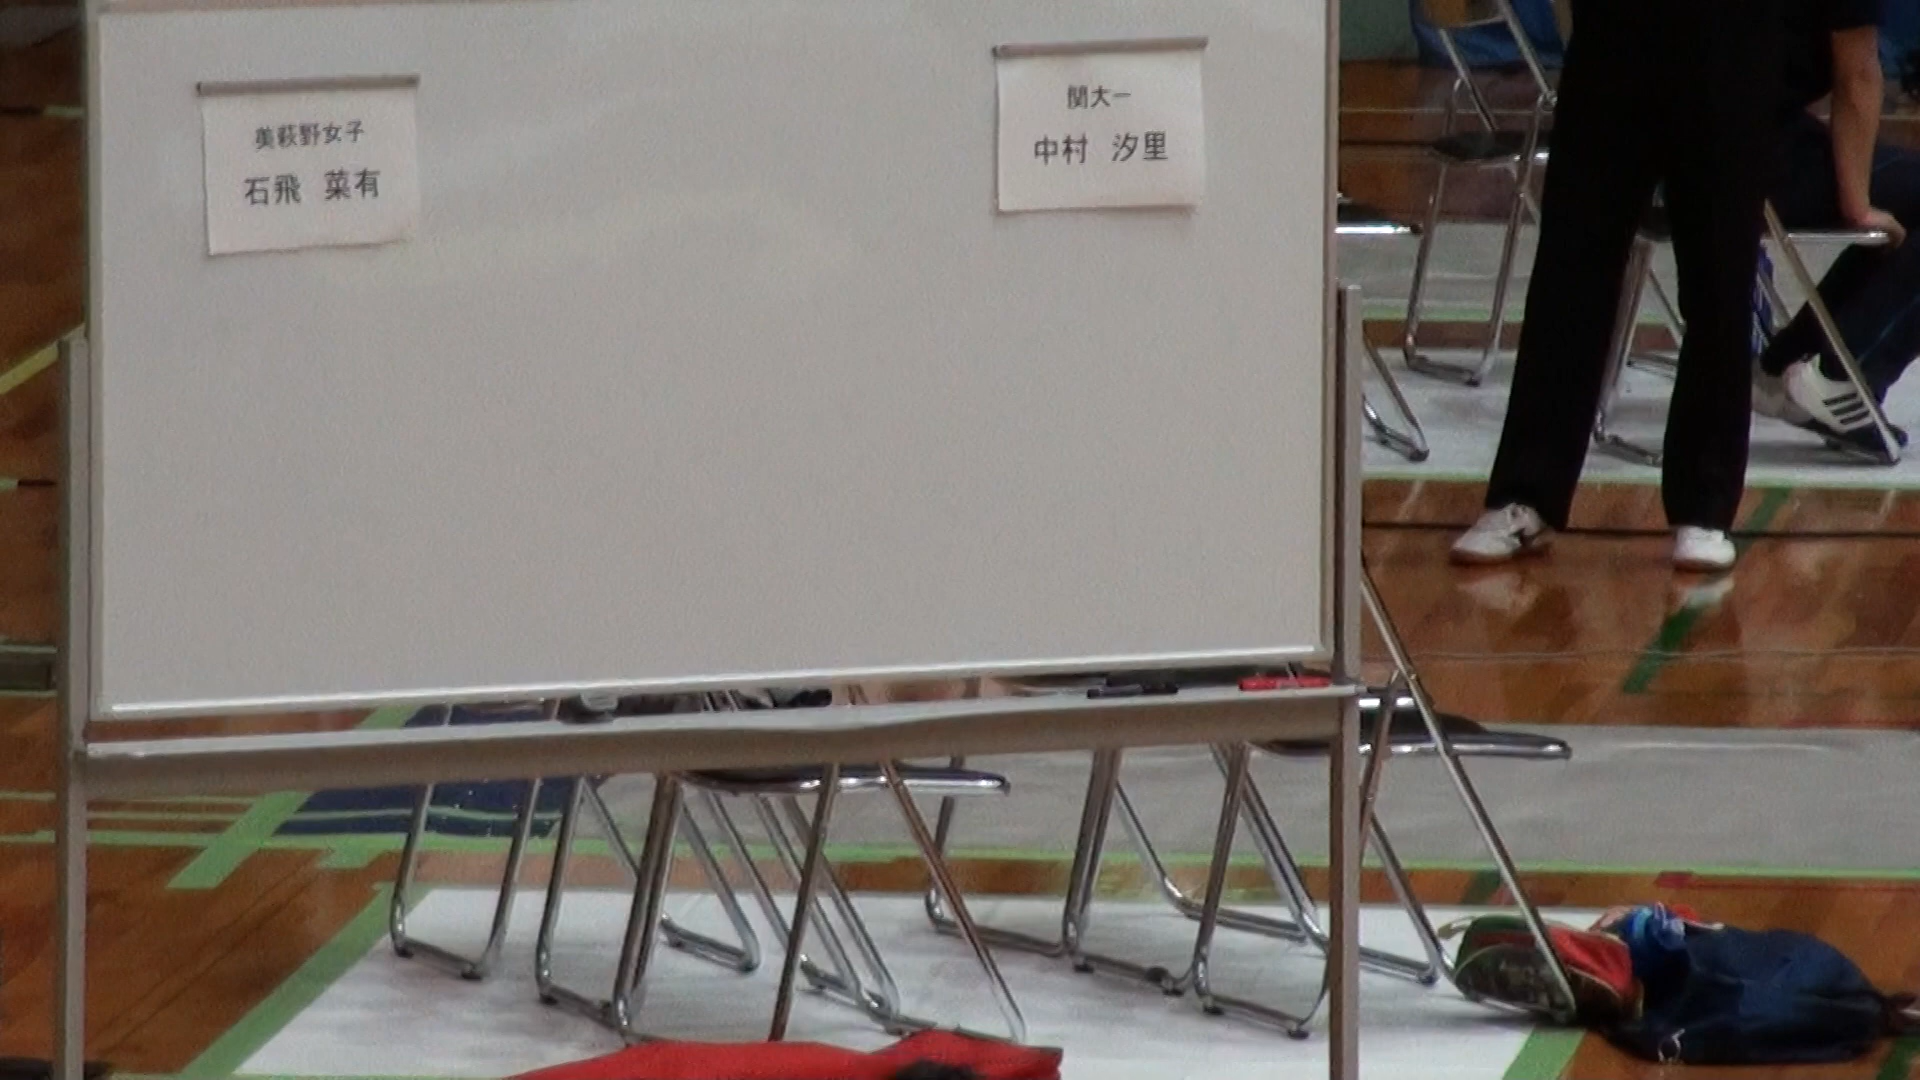 美萩野女子
石飛 菜有
関大一
中村 汐里